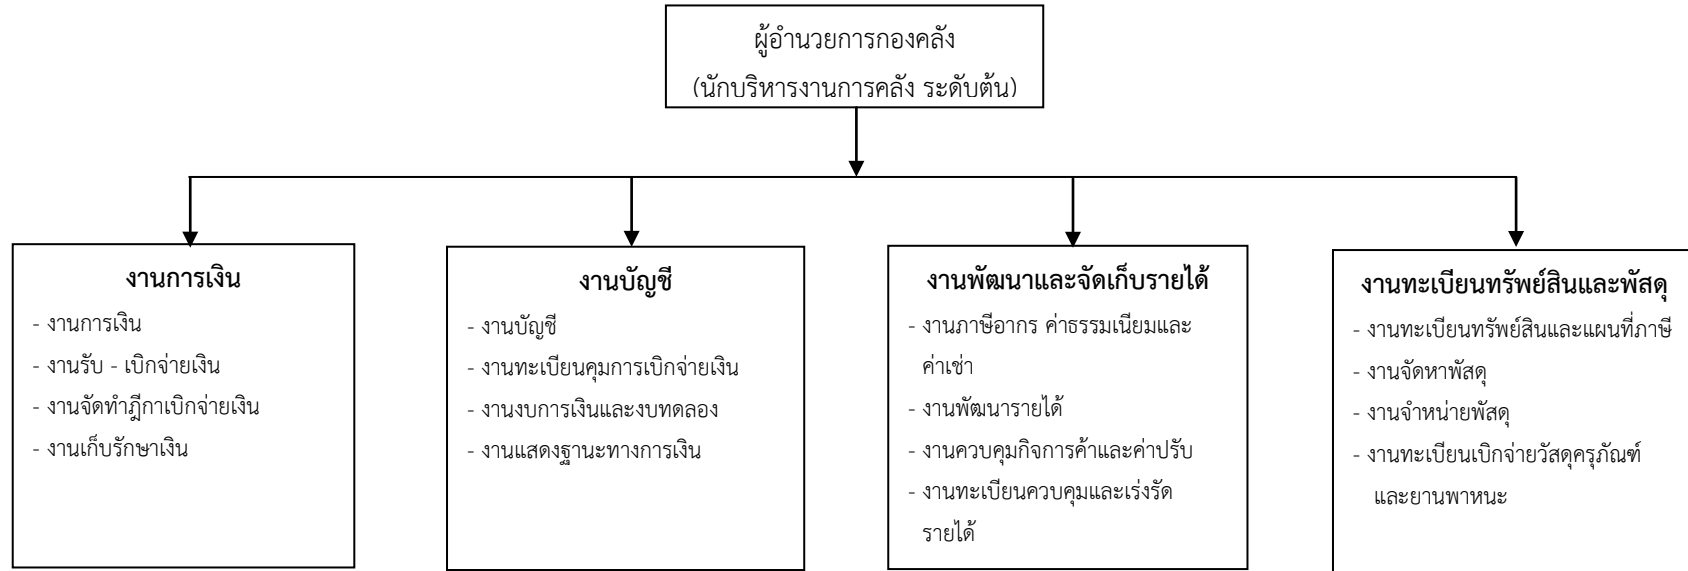 ผู้อำนวยการกองคลัง
(นักบริหารงานการคลัง ระดับต้น)
งานการเงิน
- งานการเงิน
- งานรับ - เบิกจ่ายเงิน
- งานจัดทำฎีกาเบิกจ่ายเงิน
- งานเก็บรักษาเงิน
งานบัญชี
- งานบัญชี
- งานทะเบียนคุมการเบิกจ่ายเงิน
- งานงบการเงินและงบทดลอง
- งานแสดงฐานะทางการเงิน
งานพัฒนาและจัดเก็บรายได้
- งานภาษีอากร ค่าธรรมเนียมและ
ค่าเช่า
- งานพัฒนารายได้
- งานควบคุมกิจการค้าและค่าปรับ
- งานทะเบียนควบคุมและเร่งรัด
รายได้
งานทะเบียนทรัพย์สินและพัสดุ
- งานทะเบียนทรัพย์สินและแผนที่ภาษี
- งานจัดหาพัสดุ
- งานจำหน่ายพัสดุ
- งานทะเบียนเบิกจ่ายวัสดุครุภัณฑ์
และยานพาหนะ